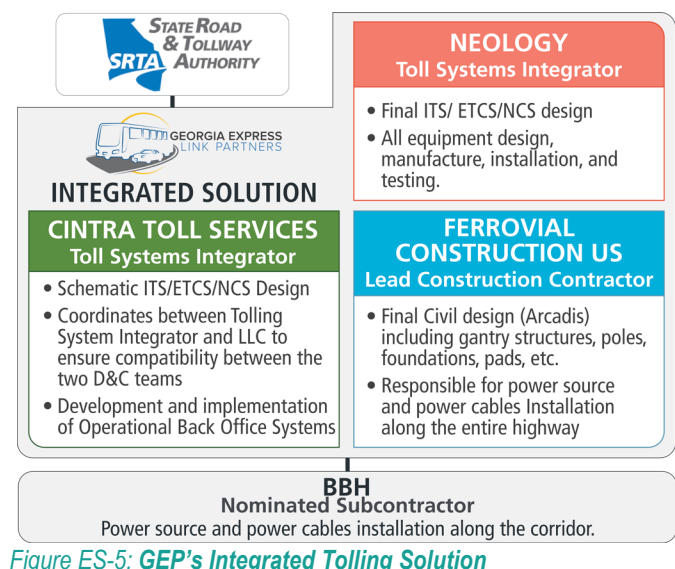 STATE ROAD
& TOLLWAY
AUTHORITY
SRTA
GEORGIA EXPRESS
LINK PARTNERS
INTEGRATED SOLUTION
NEOLOGY
Toll Systems Integrator
• Final ITS/ ETCS/NCS design
• All equipment design,
manufacture, installation, and
testing.
CINTRA TOLL SERVICES
Toll Systems Integrator
• Schematic ITS/ETCS/NCS Design
• Coordinates between Tolling
System Integrator and LLC to
ensure compatibility between the
two D&C teams
• Development and implementation
of Operational Back Office Systems
FERROVIAL
CONSTRUCTION US
Lead Construction Contractor
• Final Civil design (Arcadis)
including gantry structures, poles,
foundations, pads, etc.
• Responsible for power source
and power cables Installation
along the entire highway
BBH
Nominated Subcontractor
Power source and power cables installation along the corridor.
Figure ES-5: GEP's Integrated Tolling Solution